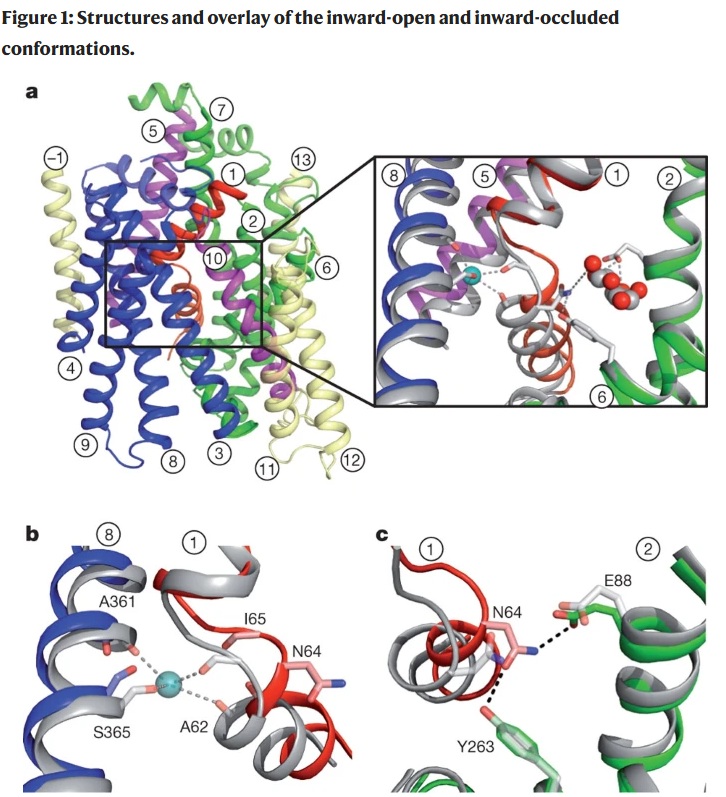 Figure 1: Structures and overlay of the inward-open and inward-occluded
conformations.
a
7
5
−1
1
13
2
10
6
4
9
8
3
11
12
8
5
1
2
6
b
8
1
A361
I65
N64
S365
A62
c
1
2
E88
N64
Y263